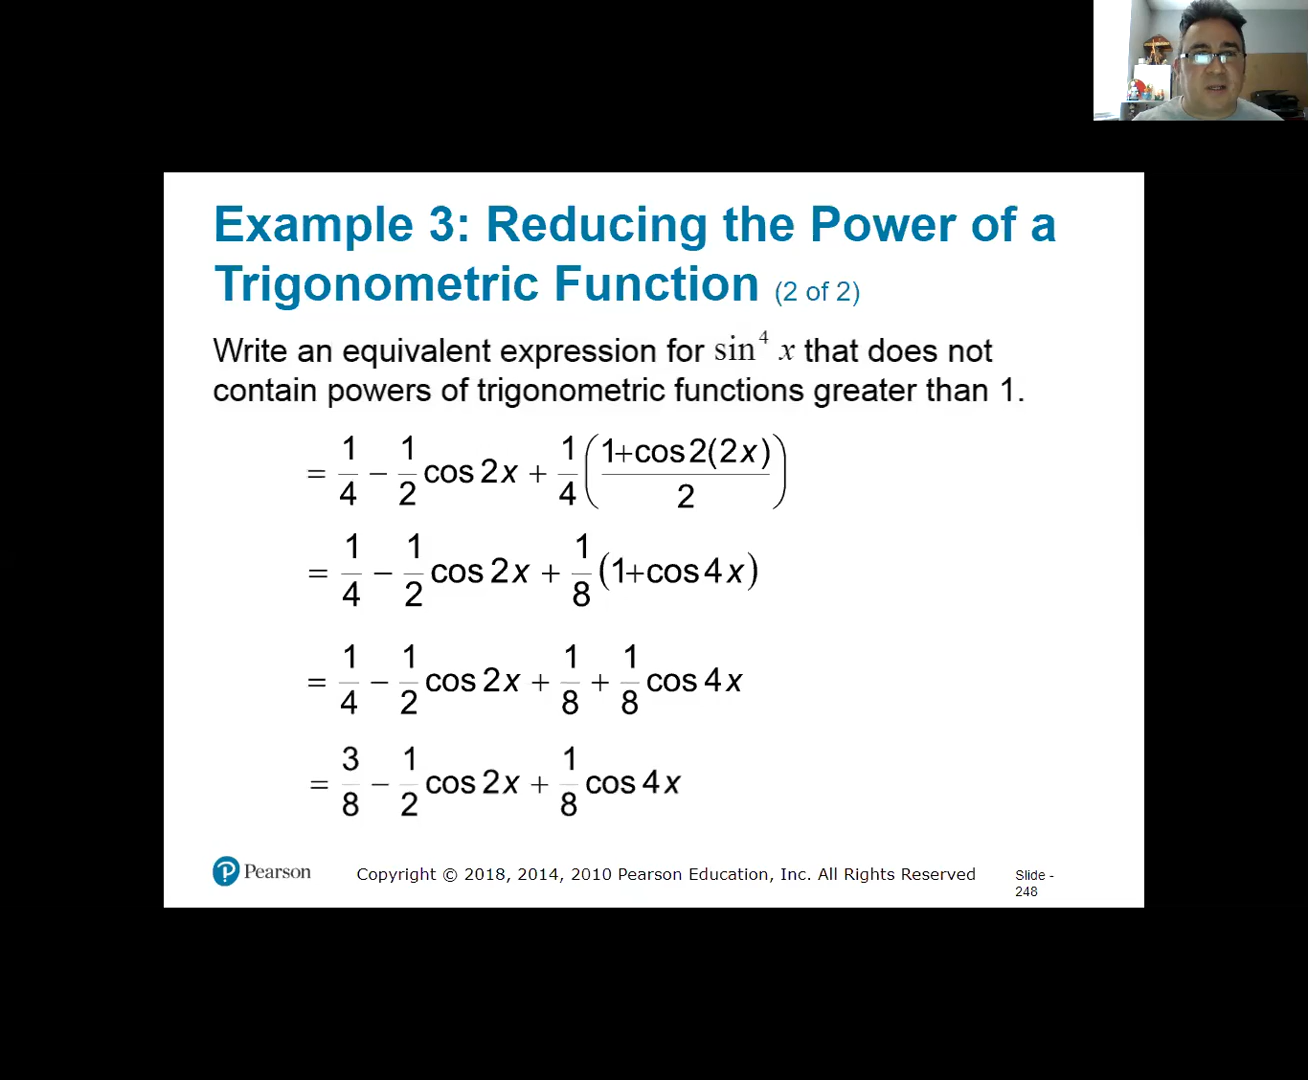 Example 3: Reducing the Power of a
Trigonometric Function (2 of 2)
Write an equivalent expression for sin⁴ x that does not
contain powers of trigonometric functions greater than 1.
= 1/4 − 1/2 cos 2x + 1/4 ( (1+cos 2(2x))/2 )
= 1/4 − 1/2 cos 2x + 1/8 (1+cos 4x)
= 1/4 − 1/2 cos 2x + 1/8 + 1/8 cos 4x
= 3/8 − 1/2 cos 2x + 1/8 cos 4x
P Pearson
Copyright © 2018, 2014, 2010 Pearson Education, Inc. All Rights Reserved
Slide -
248